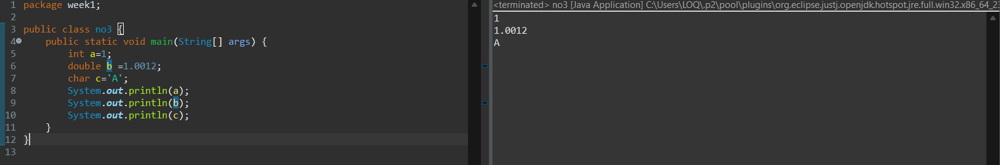 1 package week1;
2
3 public class no3 {
4 public static void main(String[] args) {
5 int a=1;
6 double b =1.0012;
7 char c='A';
8 System.out.println(a);
9 System.out.println(b);
10 System.out.println(c);
11 }
12 }
13
<terminated> no3 [Java Application] C:\Users\LOQ\.p2\pool\plugins\org.eclipse.justj.openjdk.hotspot.jre.full.win32.x86_64_23
1
1.0012
A